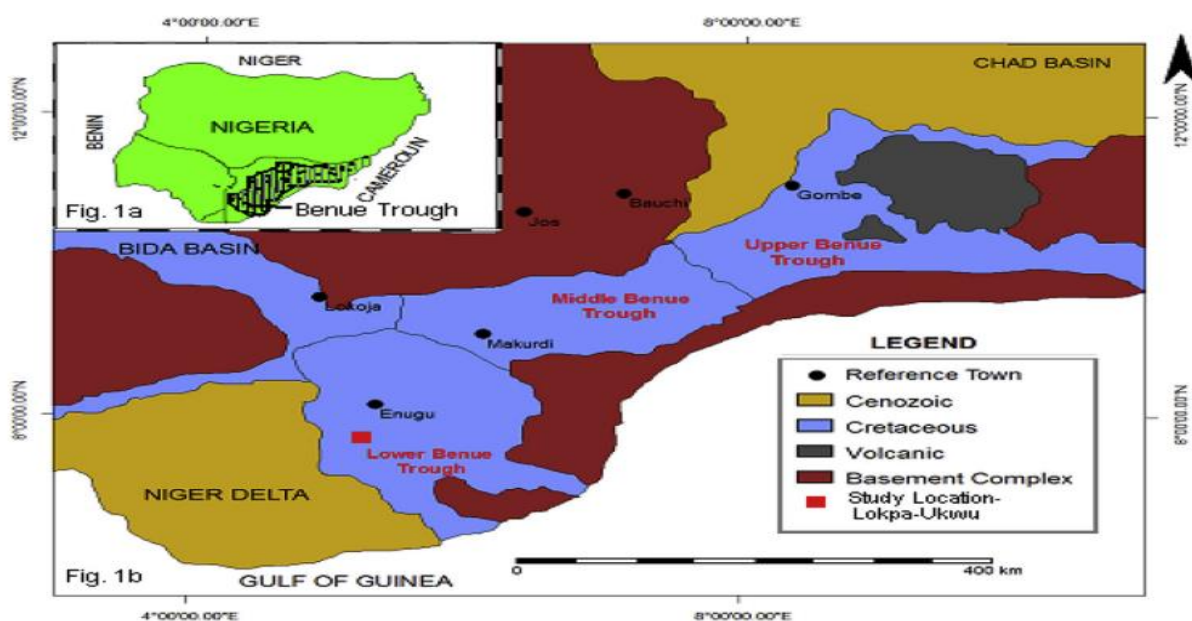 4°00'00.00"E
8°00'00.00"E
NIGER
CHAD BASIN
12°00'00.00"N
12°00'00.00"N
BENIN
NIGERIA
CAMEROUN
Fig. 1a
Benue Trough
Bauchi
Gombe
Jos
BIDA BASIN
Upper Benue
Trough
Lokoja
Middle Benue
Trough
Makurdi
LEGEND
Reference Town
Cenozoic
Cretaceous
Volcanic
Basement Complex
Study Location-
Lokpa-Ukwu
8°00'00.00"N
8°00'00.00"N
Enugu
Lower Benue
Trough
NIGER DELTA
Fig. 1b
GULF OF GUINEA
0
400 km
4°00'00.00"E
8°00'00.00"E